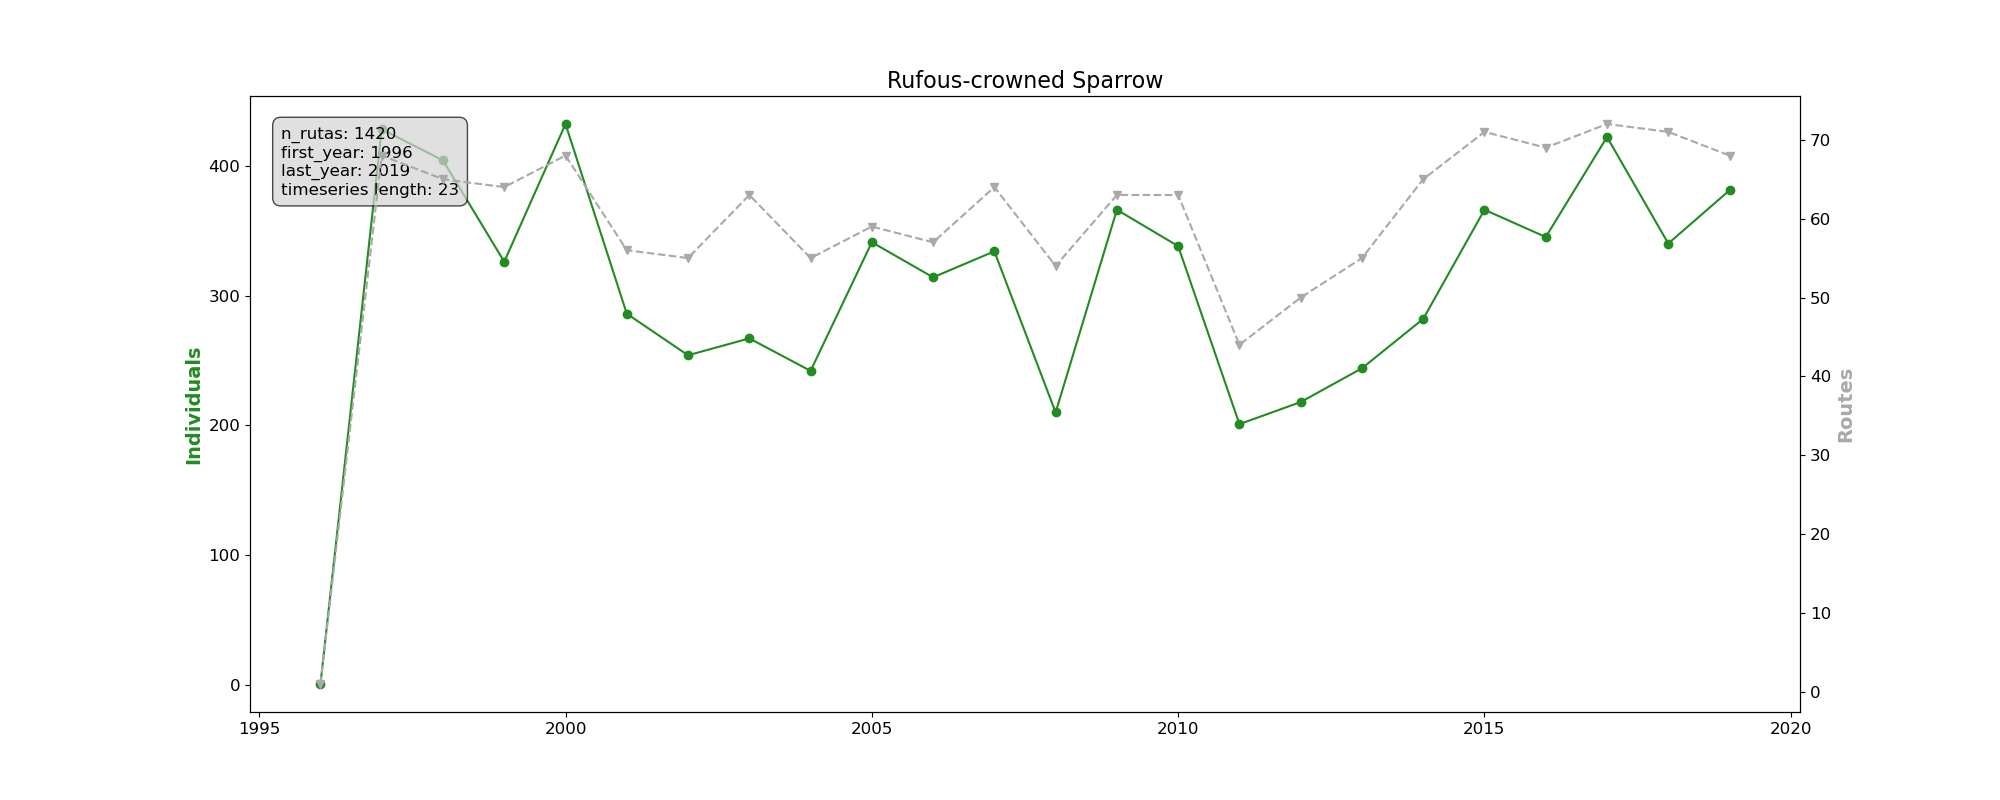 Rufous-crowned Sparrow
n_rutas: 1420
first_year: 1996
last_year: 2019
timeseries length: 23
400
300
200
100
0
Individuals
70
60
50
40
30
20
10
0
Routes
1995
2000
2005
2010
2015
2020